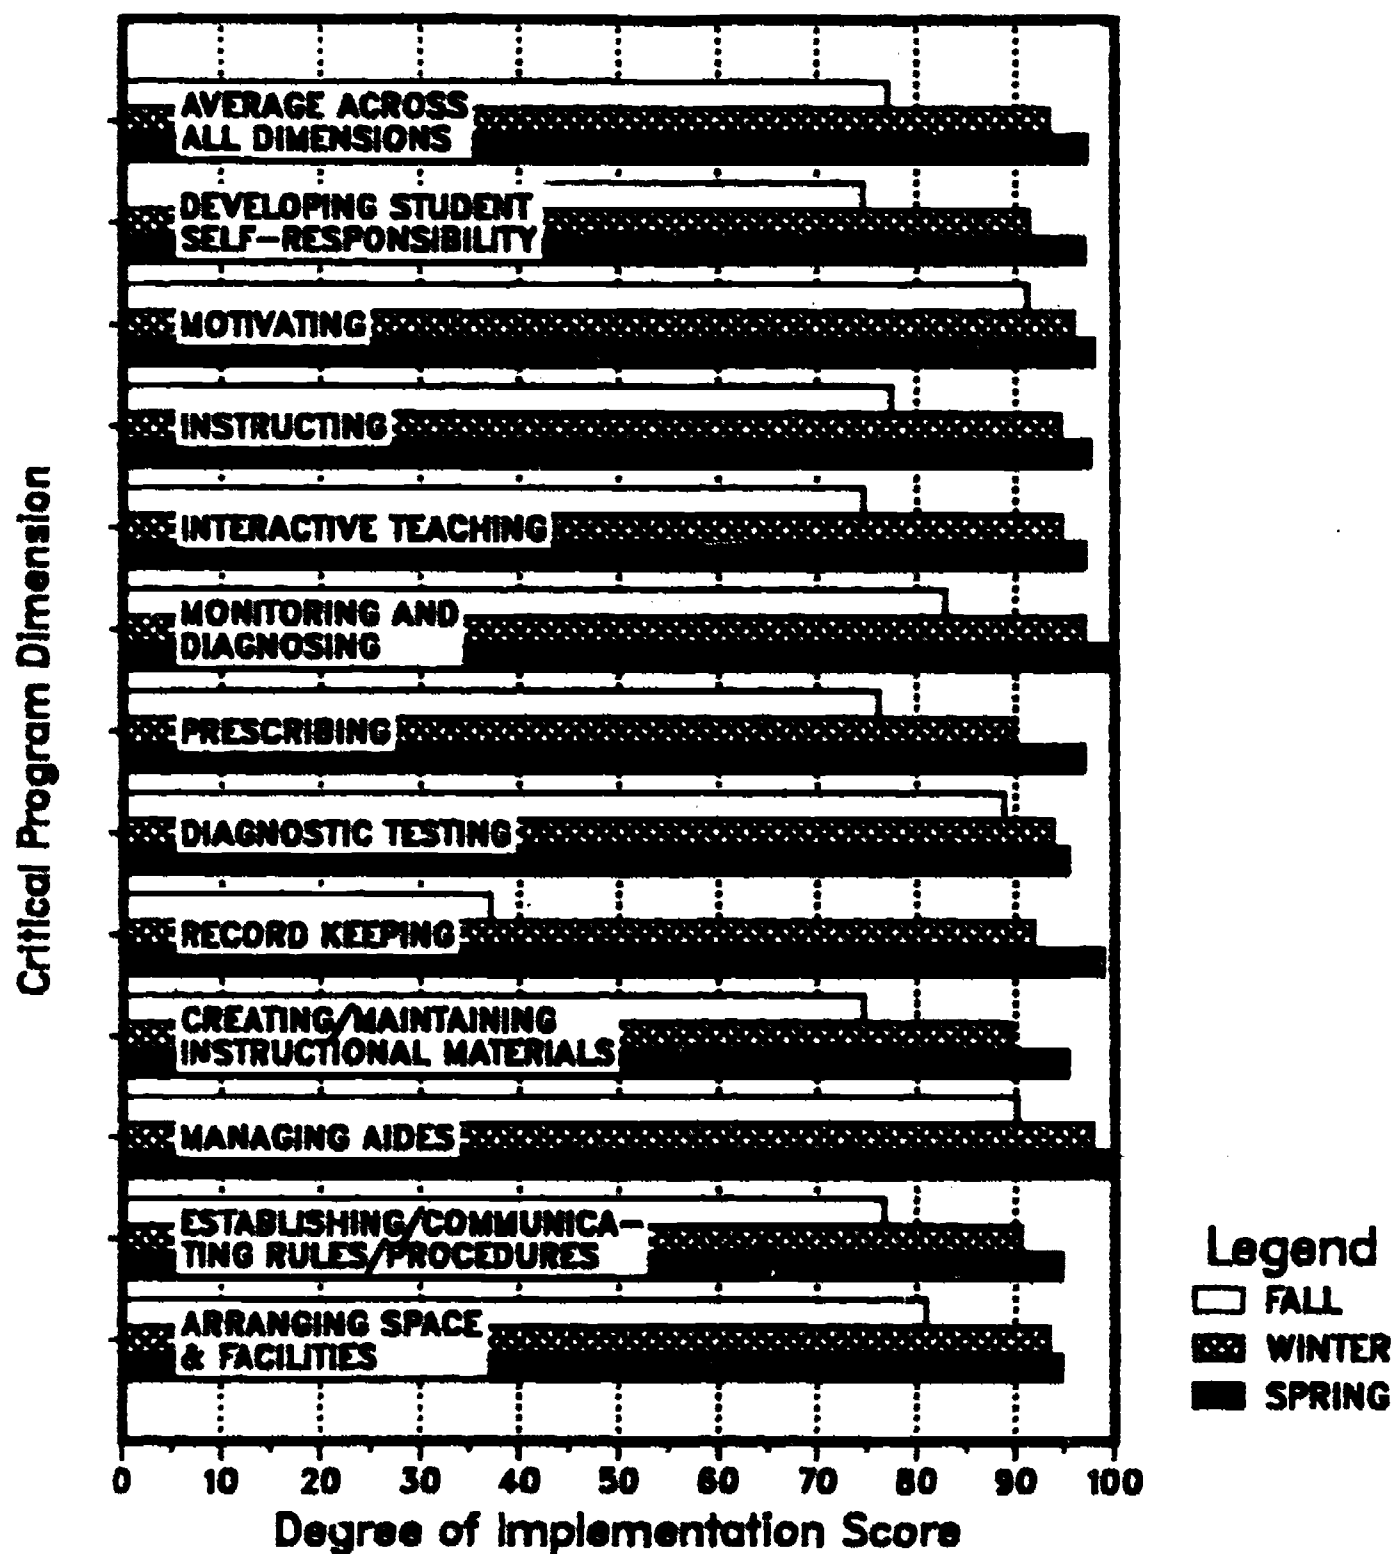 AVERAGE ACROSS
ALL DIMENSIONS
DEVELOPING STUDENT
SELF-RESPONSIBILITY
MOTIVATING
INSTRUCTING
INTERACTIVE TEACHING
MONITORING AND
DIAGNOSING
PRESCRIBING
DIAGNOSTIC TESTING
RECORD KEEPING
CREATING/MAINTAINING
INSTRUCTIONAL MATERIALS
MANAGING AIDES
ESTABLISHING/COMMUNICA-
TING RULES/PROCEDURES
ARRANGING SPACE
& FACILITIES
Critical Program Dimension
0 10 20 30 40 50 60 70 80 90 100
Degree of Implementation Score
Legend
FALL
WINTER
SPRING